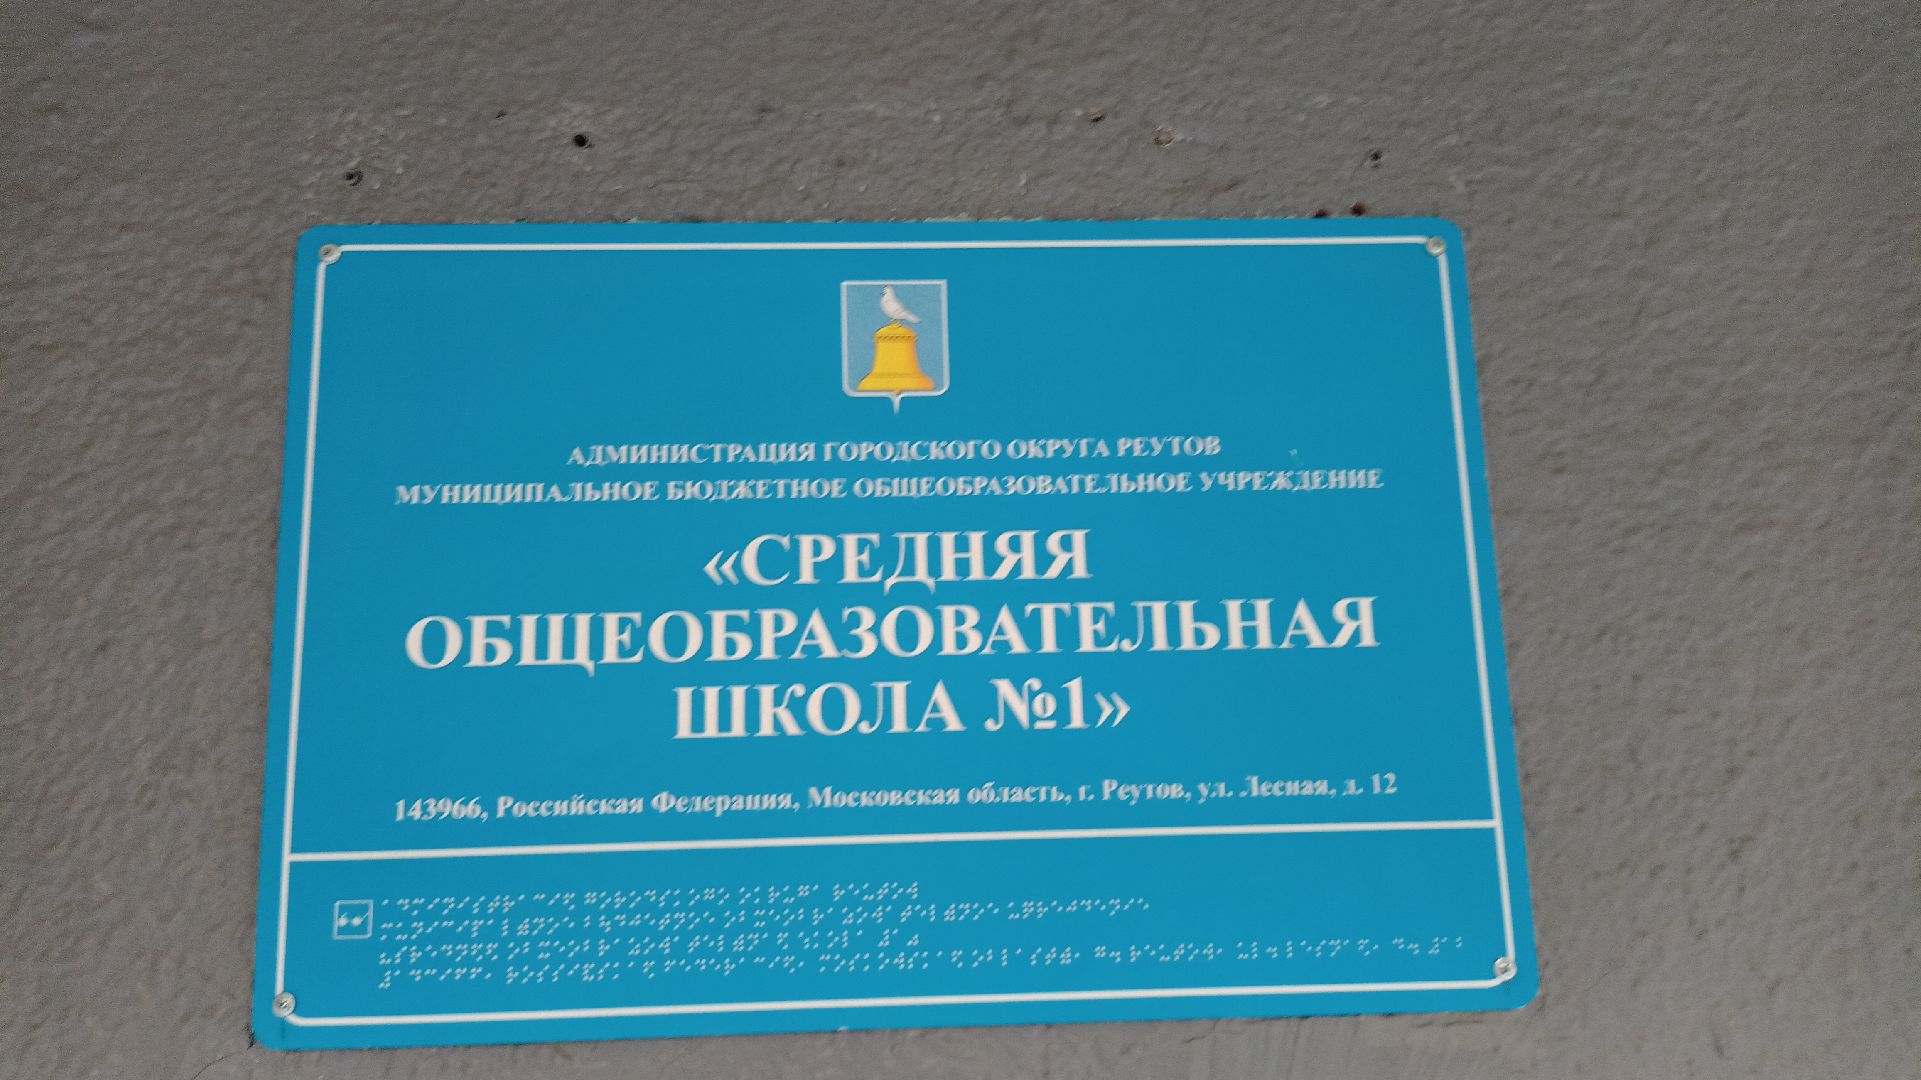 АДМИНИСТРАЦИЯ ГОРОДСКОГО ОКРУГА РЕУТОВ
МУНИЦИПАЛЬНОЕ БЮДЖЕТНОЕ ОБЩЕОБРАЗОВАТЕЛЬНОЕ УЧРЕЖДЕНИЕ
«СРЕДНЯЯ
ОБЩЕОБРАЗОВАТЕЛЬНАЯ
ШКОЛА №1»
143966, Российская Федерация, Московская область, г. Реутов, ул. Лесная, д. 12